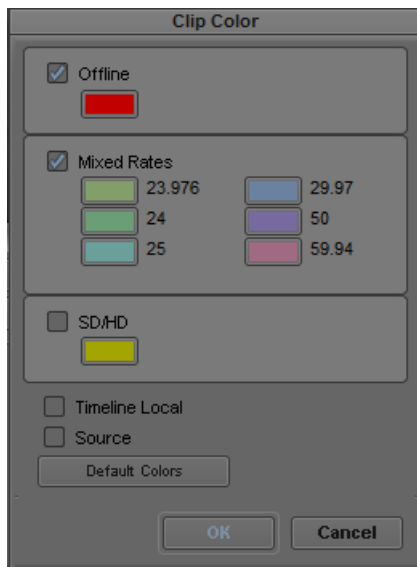 Clip Color
Offline
Mixed Rates
23.976 29.97
24 50
25 59.94
SD/HD
Timeline Local
Source
Default Colors
OK Cancel